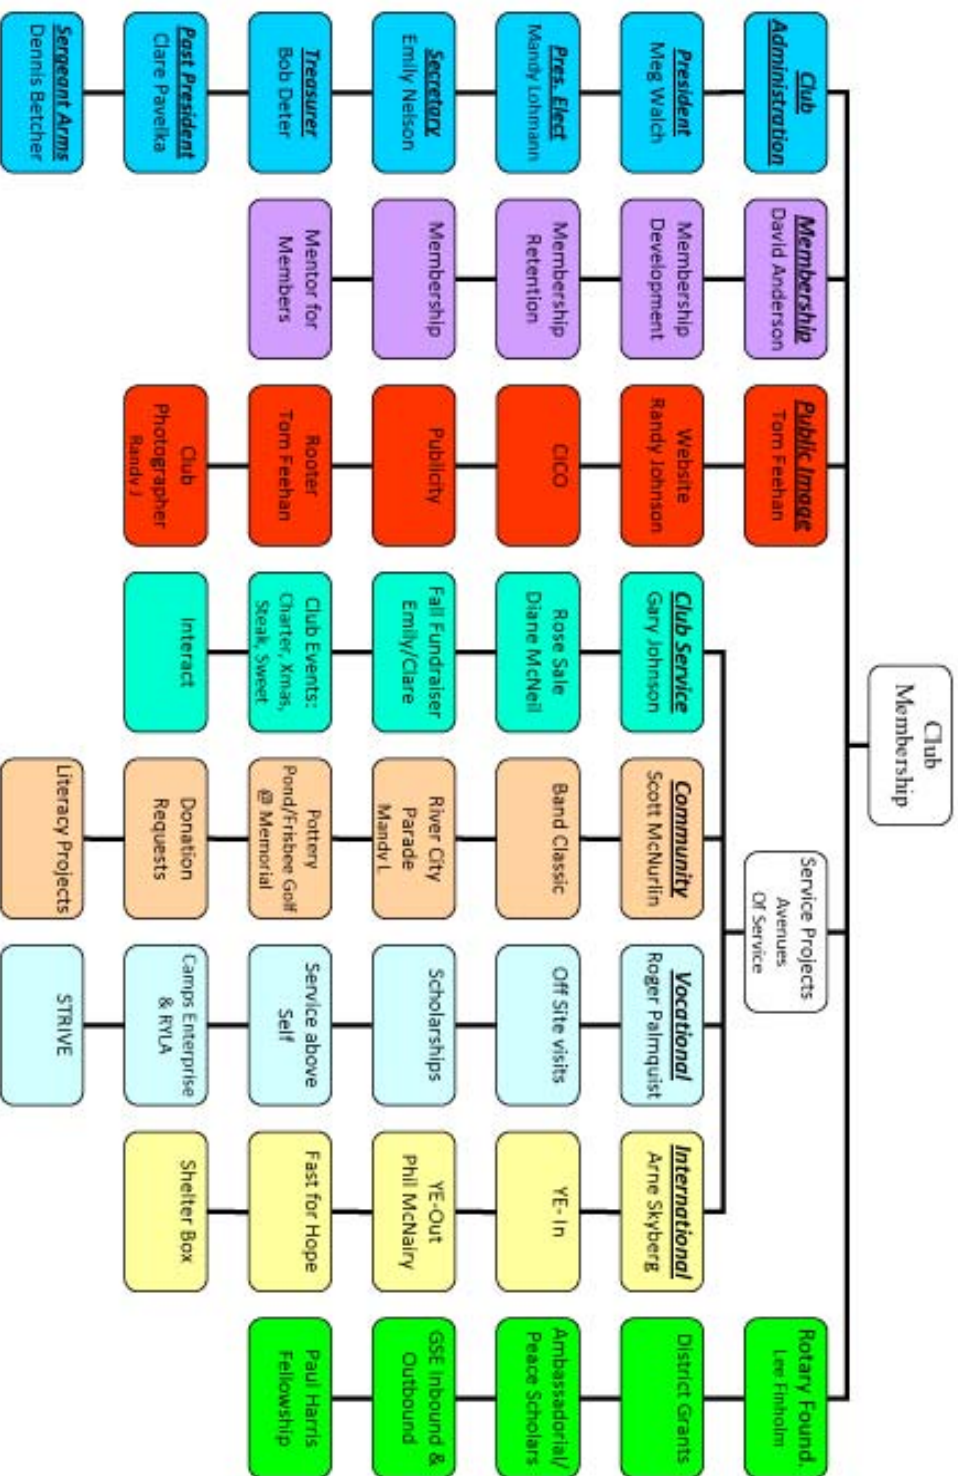 Club
Membership
Service Projects
Avenues
Of Service
Club
Administration
President
Meg Walch
Pres. Elect
Mandy Lohmann
Secretary
Emily Nelson
Treasurer
Bob Deter
Past President
Clare Pavelka
Sergeant Arms
Dennis Betcher
Membership
David Anderson
Membership
Development
Membership
Retention
Membership
Mentor for
Members
Public Image
Tom Feehan
Website
Randy Johnson
CICO
Publicity
Rooter
Tom Feehan
Club
Photographer
Randy J
Club Service
Gary Johnson
Rose Sale
Diane McNeil
Fall Fundraiser
Emily/Clare
Club Events:
Charter, Xmas,
Steak, Sweet
Interact
Community
Scott McNurlin
Band Classic
River City
Parade
Mandy L
Pottery
Pond/Frisbee Golf
@ Memorial
Donation
Requests
Literacy Projects
Vocational
Roger Palmquist
Off Site visits
Scholarships
Service above
Self
Camps Enterprise
& RYLA
STRIVE
International
Arne Skyberg
YE- In
YE-Out
Phil McNairy
Fast for Hope
Shelter Box
Rotary Found.
Lee Finholm
District Grants
Ambassadorial/
Peace Scholars
GSE Inbound &
Outbound
Paul Harris
Fellowship